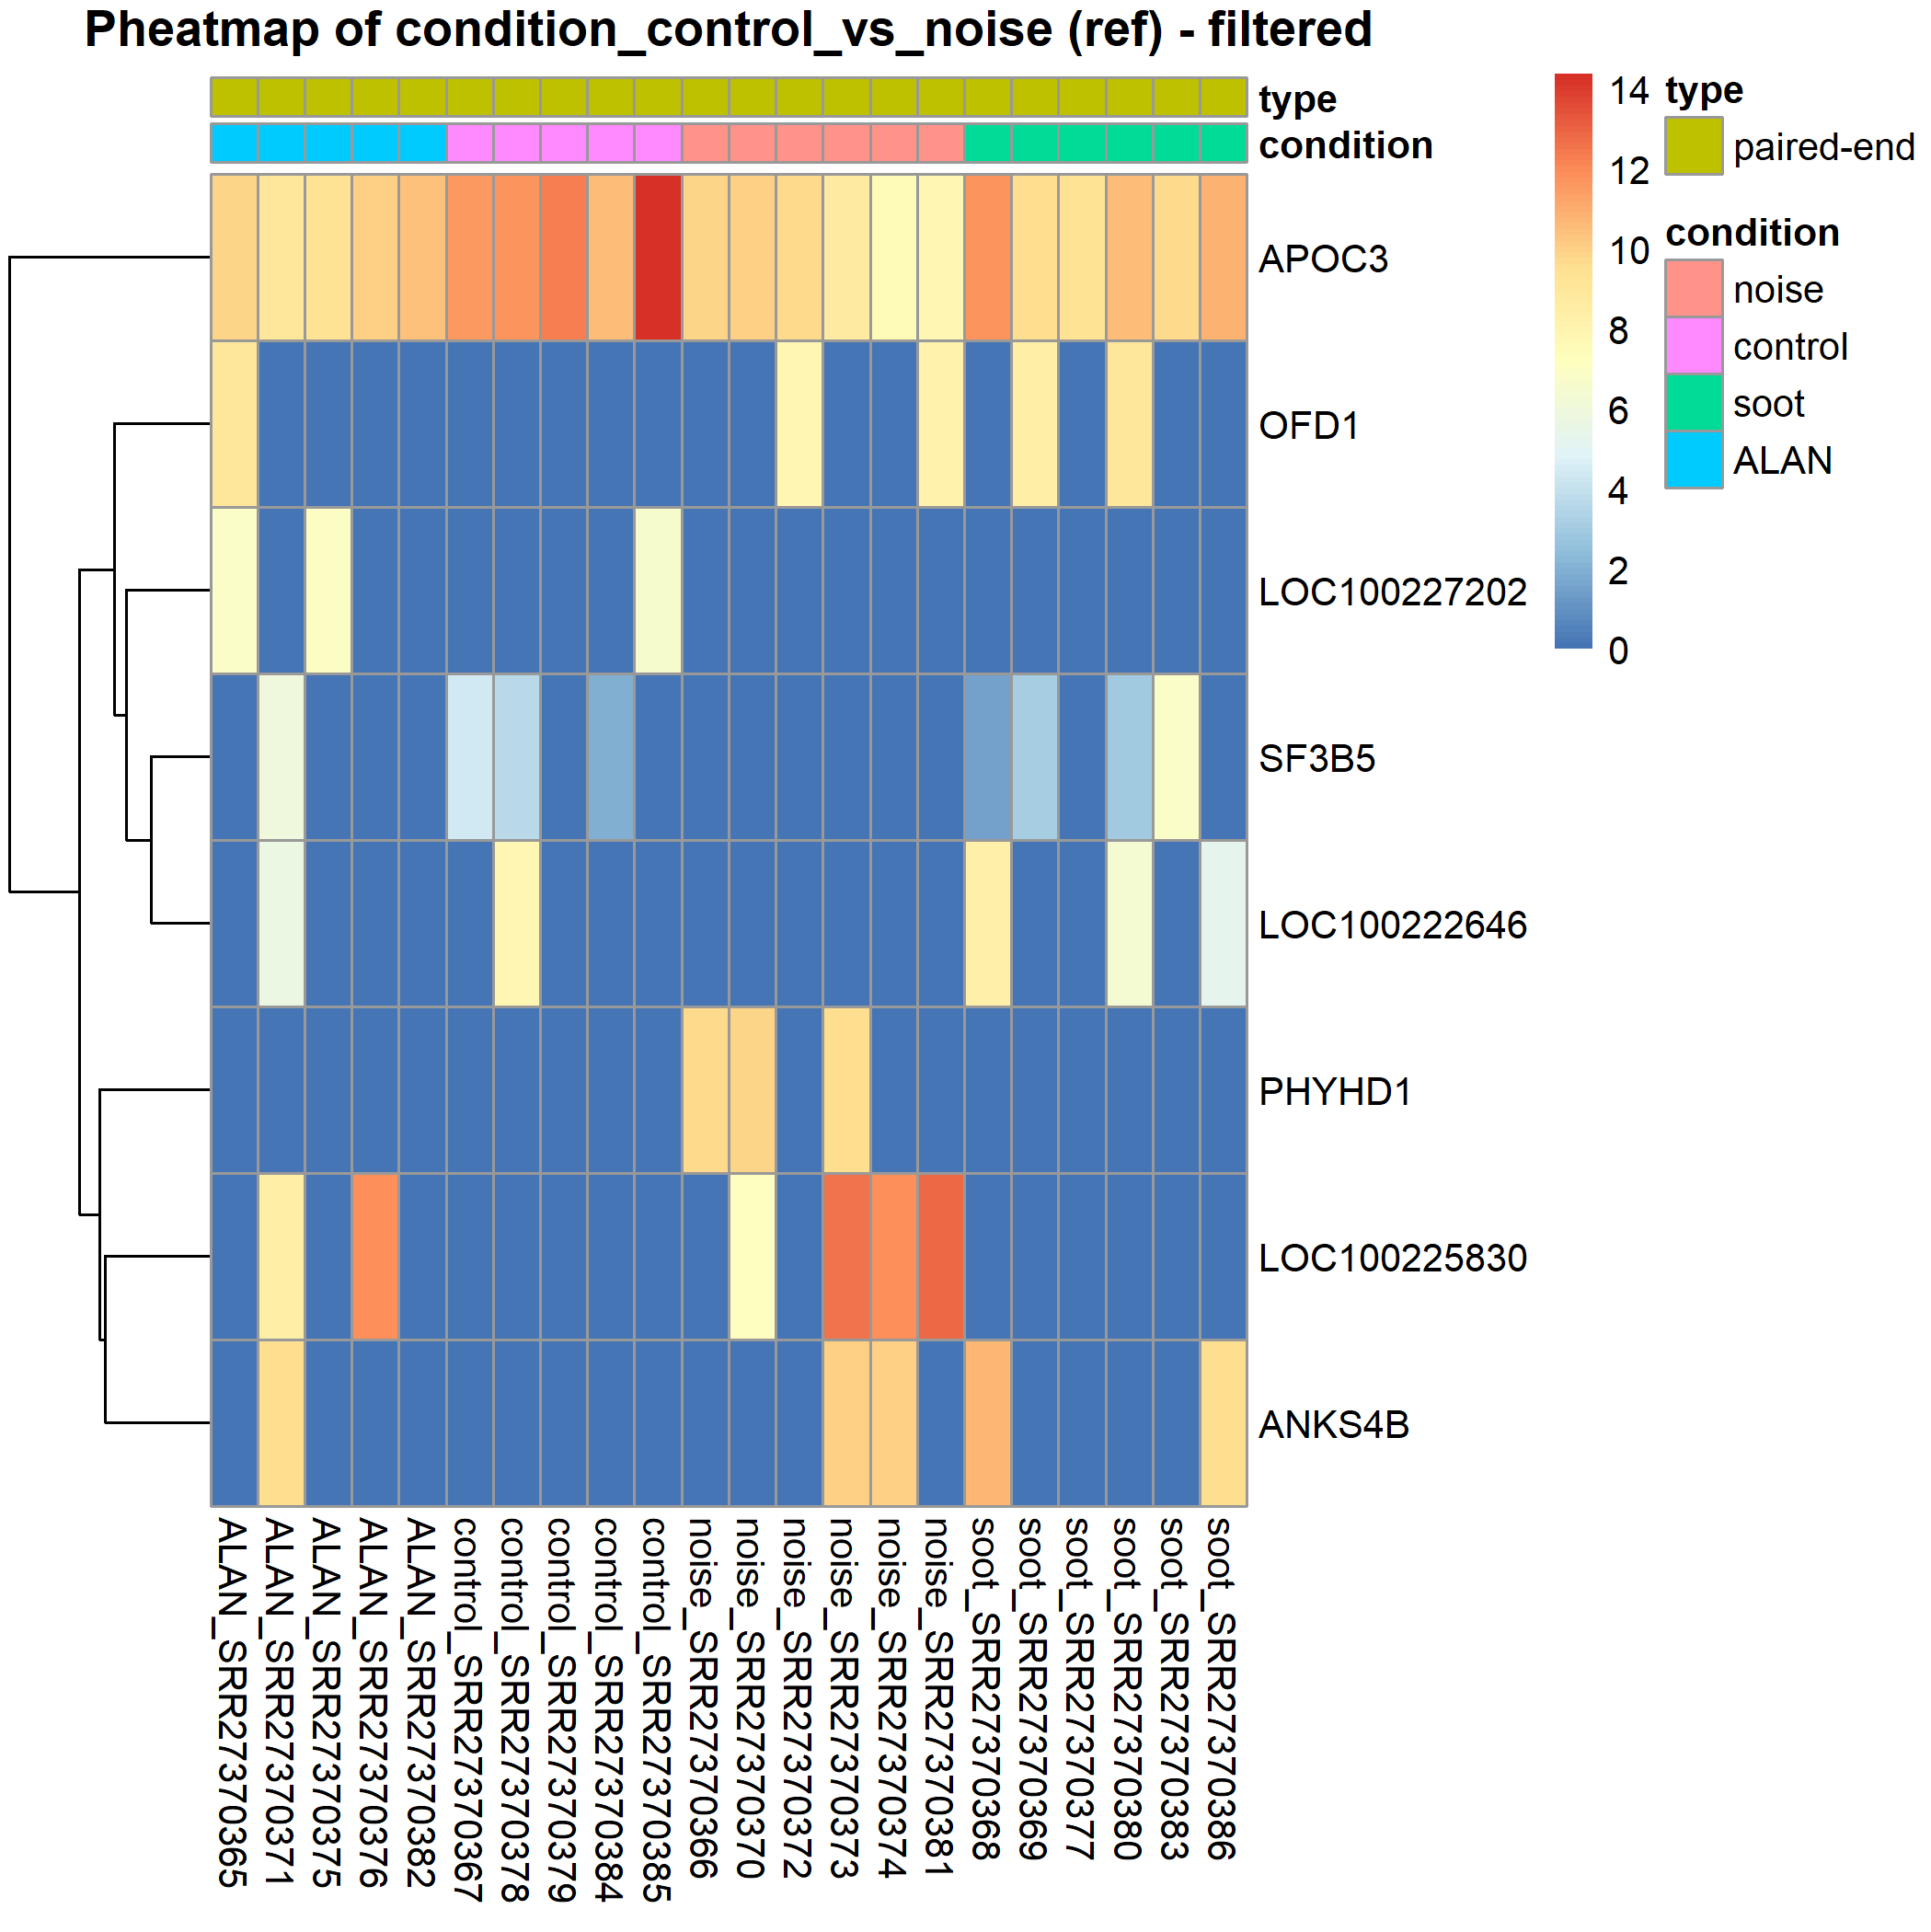 Pheatmap of condition_control_vs_noise (ref) - filtered
type
condition
APOC3
OFD1
LOC100227202
SF3B5
LOC100222646
PHYHD1
LOC100225830
ANKS4B
14
12
10
8
6
4
2
0
type
paired-end
condition
noise
control
soot
ALAN
ALAN_SRR27370365
ALAN_SRR27370371
ALAN_SRR27370375
ALAN_SRR27370376
ALAN_SRR27370382
control_SRR27370367
control_SRR27370378
control_SRR27370379
control_SRR27370384
control_SRR27370385
noise_SRR27370366
noise_SRR27370370
noise_SRR27370372
noise_SRR27370373
noise_SRR27370374
noise_SRR27370381
soot_SRR27370368
soot_SRR27370369
soot_SRR27370377
soot_SRR27370380
soot_SRR27370383
soot_SRR27370386